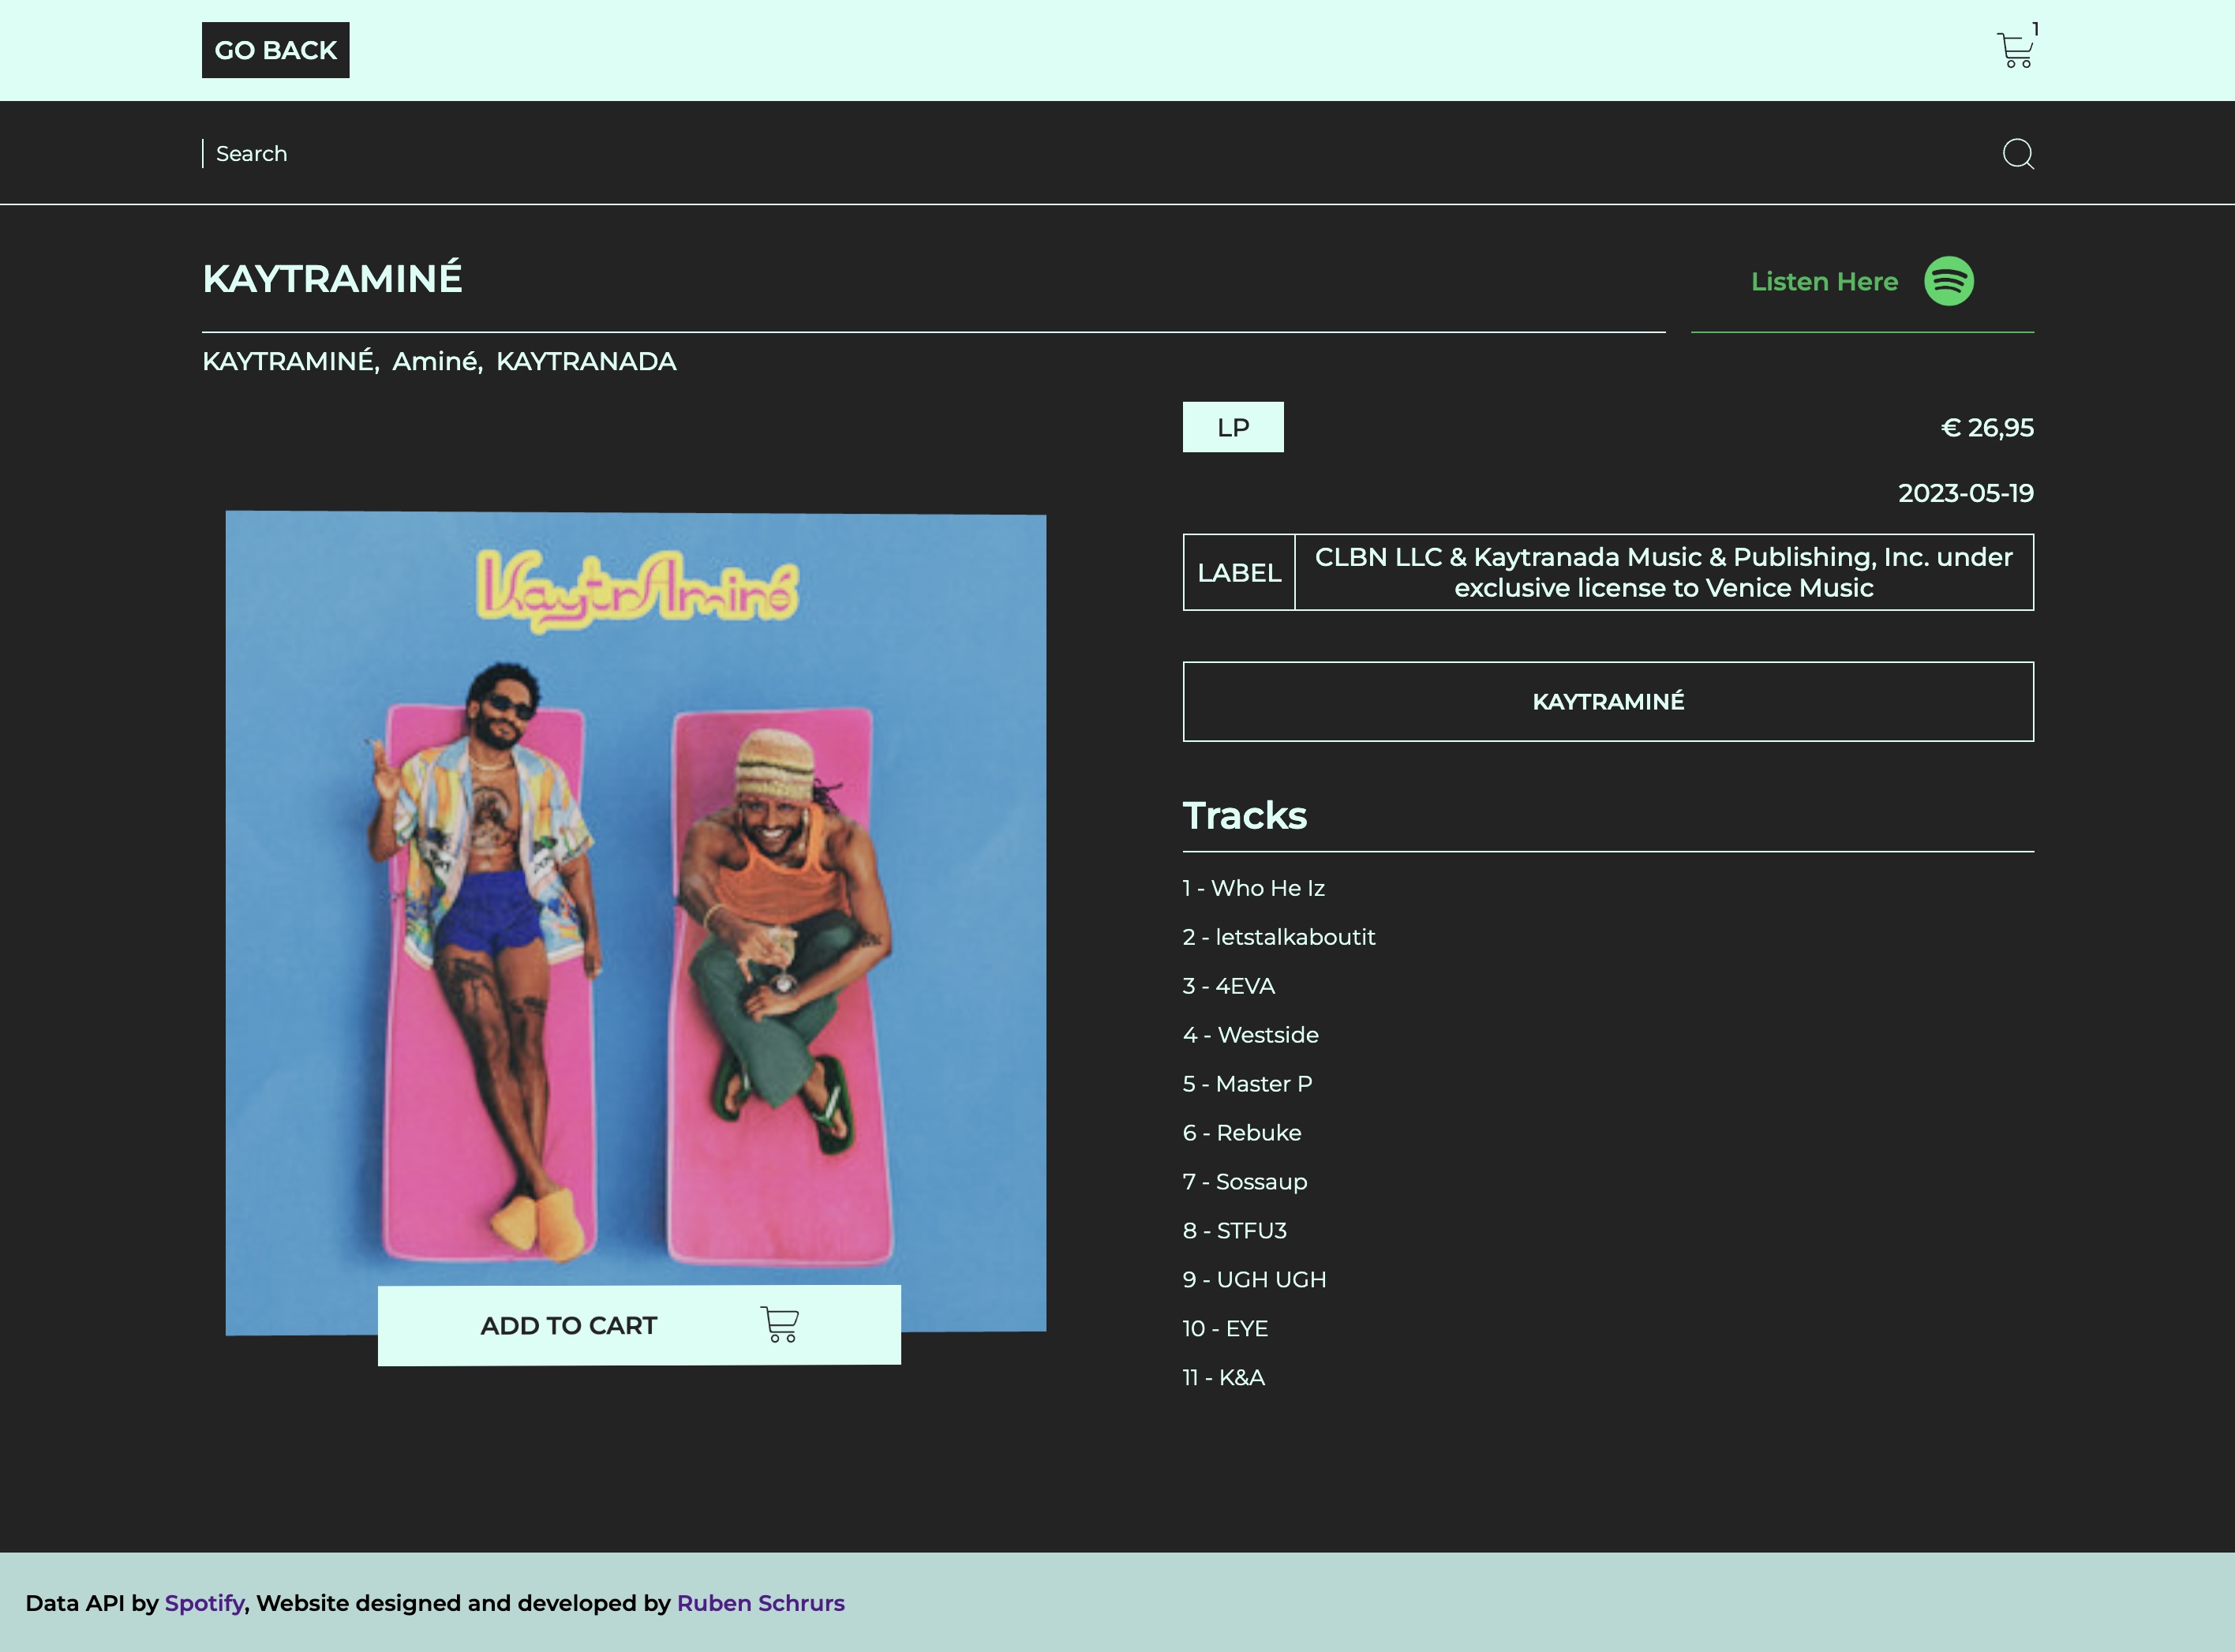 GO BACK
1
Search
KAYTRAMINÉ
Listen Here
KAYTRAMINÉ, Aminé, KAYTRANADA
LP
€ 26,95
2023-05-19
LABEL
CLBN LLC & Kaytranada Music & Publishing, Inc. under
exclusive license to Venice Music
KAYTRAMINÉ
KaytrAminé
ADD TO CART
Tracks
1 - Who He Iz
2 - letstalkaboutit
3 - 4EVA
4 - Westside
5 - Master P
6 - Rebuke
7 - Sossaup
8 - STFU3
9 - UGH UGH
10 - EYE
11 - K&A
Data API by Spotify, Website designed and developed by Ruben Schrurs